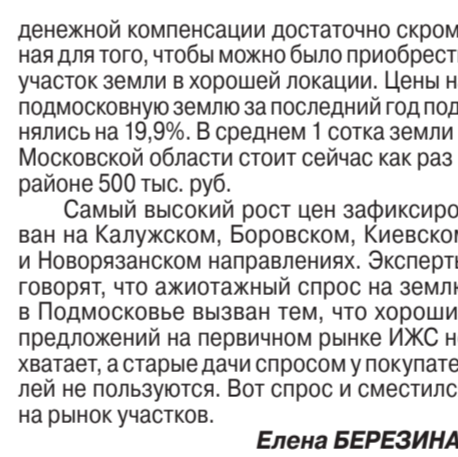 денежной компенсации достаточно скром-
ная для того, чтобы можно было приобрест
участок земли в хорошей локации. Цены н
подмосковную землю за последний год под
нялись на 19,9%. В среднем 1 сотка земли
Московской области стоит сейчас как раз
районе 500 тыс. руб.
Самый высокий рост цен зафиксиро
ван на Калужском, Боровском, Киевском
и Новорязанском направлениях. Эксперты
говорят, что ажиотажный спрос на землю
в Подмосковье вызван тем, что хороши
предложений на первичном рынке ИЖС не
хватает, а старые дачи спросом у покупате
лей не пользуются. Вот спрос и сместилс
на рынок участков.
Елена БЕРЕЗИНА